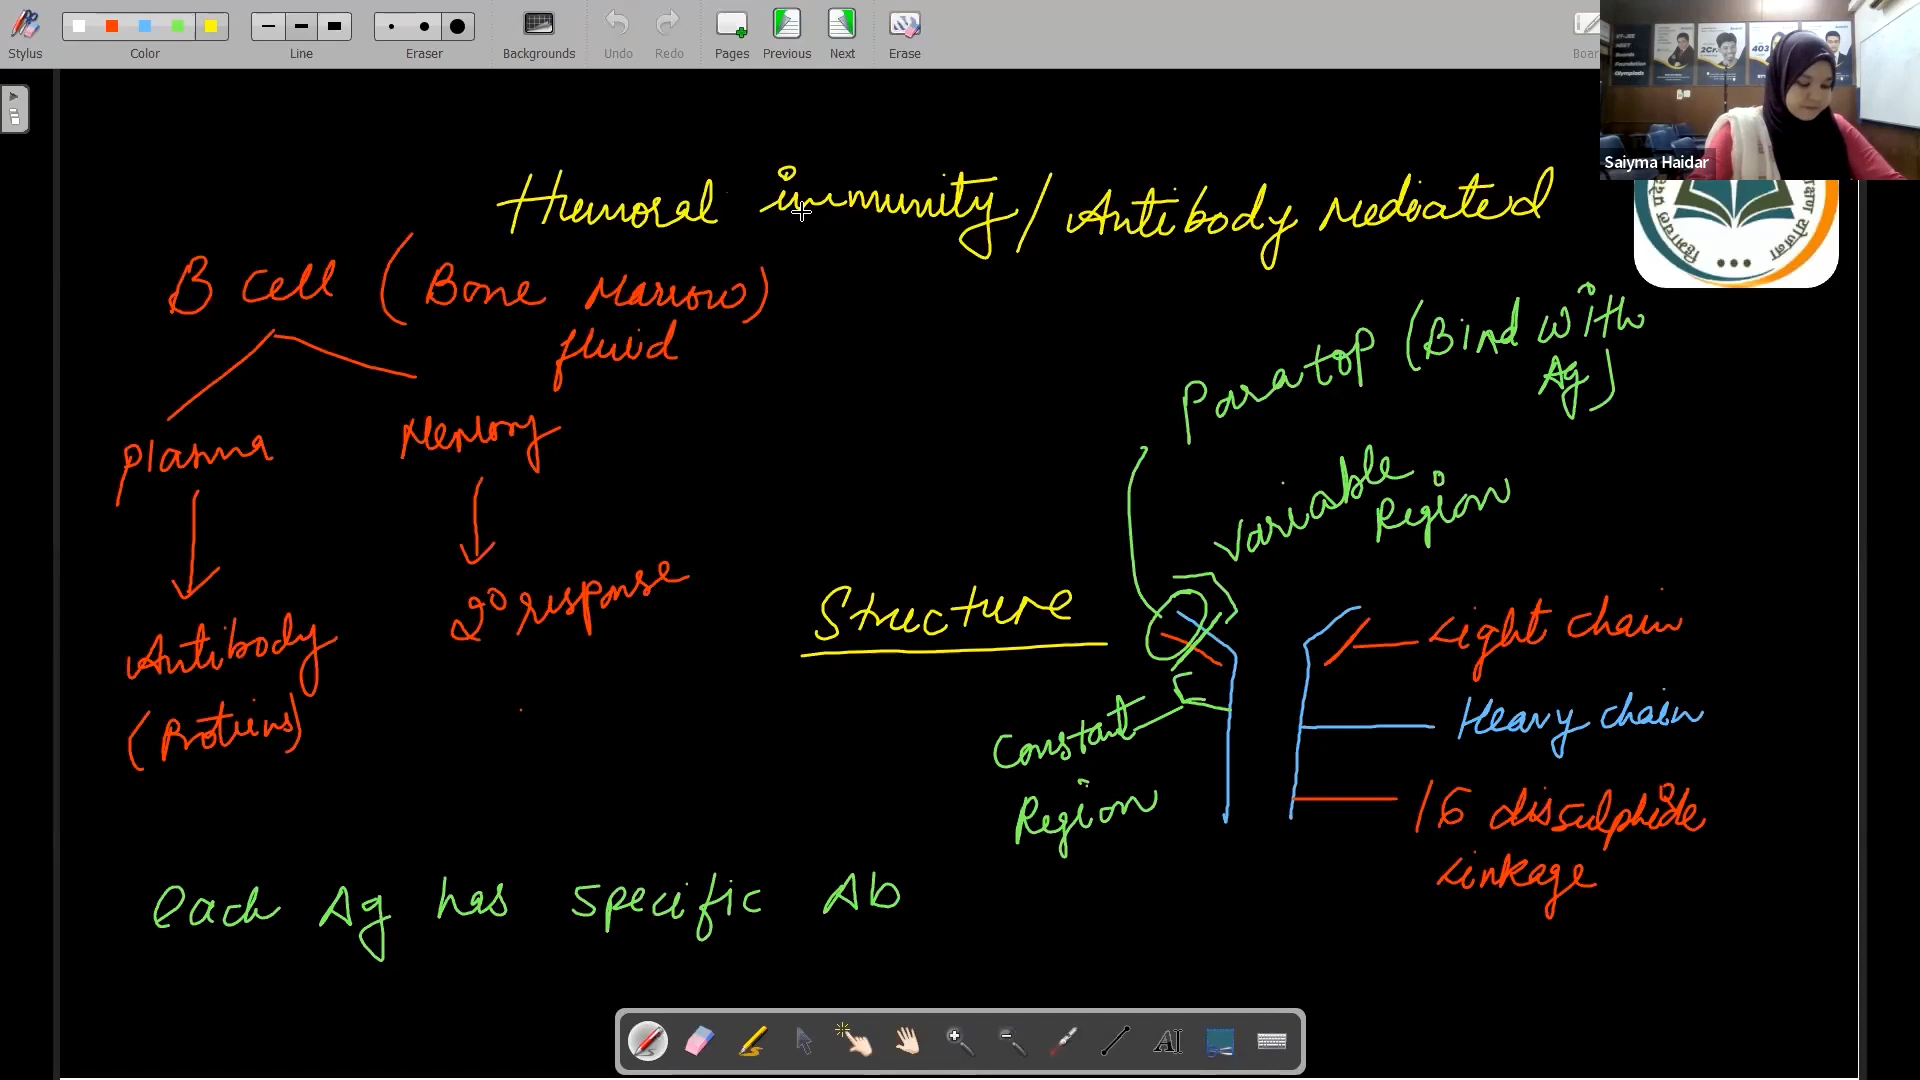 Stylus Color Line Eraser Backgrounds Undo Redo Pages Previous Next Erase Boar
Saiyma Haidar
Humoral immunity / Antibody Mediated
B Cell (Bone Marrow)
fluid
Plasma
Memory
Antibody
(Proteins)
2° response
Structure
Paratop (Bind with
Ag)
Variable
Region
Constant
Region
Light chain
Heavy chain
16 dissulphide
Linkage
each Ag has specific Ab